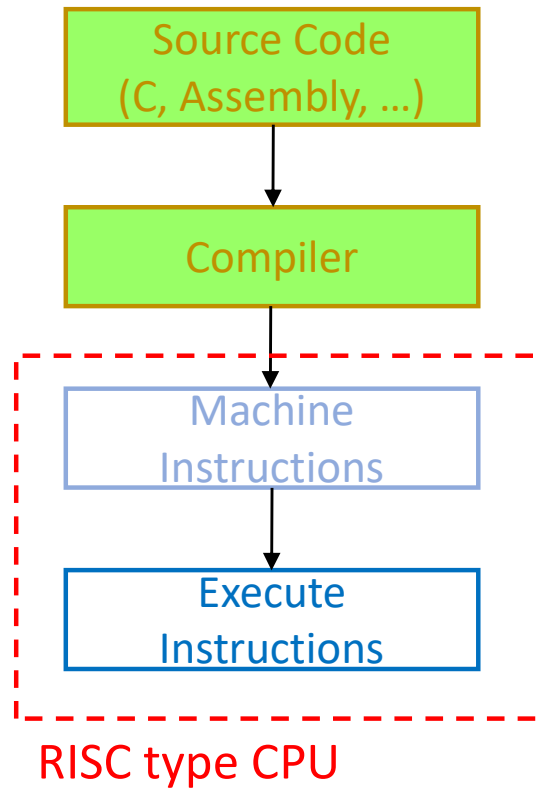 Source Code
(C, Assembly, …)
Compiler
Machine
Instructions
Execute
Instructions
RISC type CPU